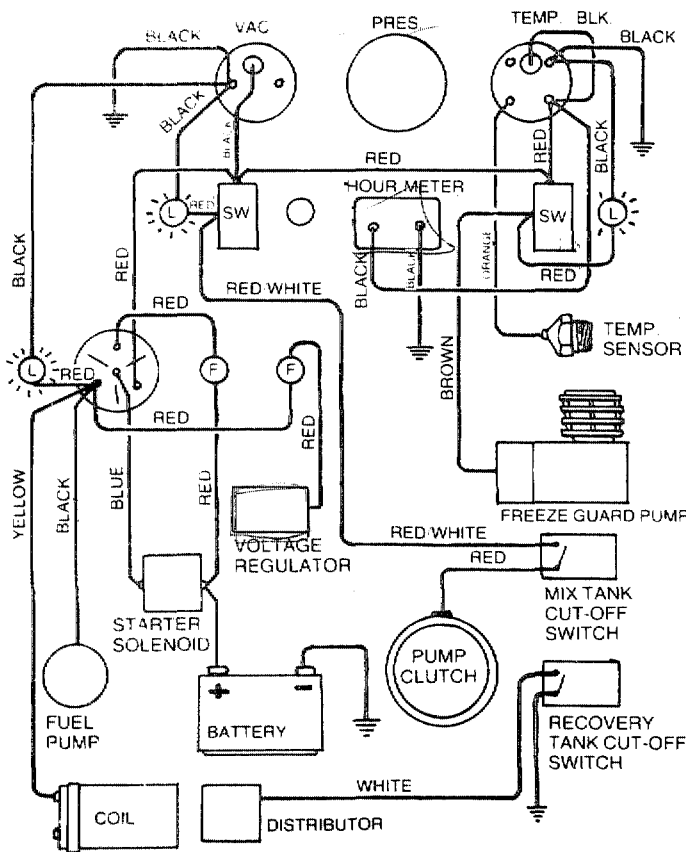 VAC
PRES.
TEMP. BLK.
BLACK
BLACK
BLACK
BLACK
RED
RED
BLACK
HOUR METER
L
RED
SW
SW
L
BLACK
RED
RED WHITE
BLACK
BLACK
ORANGE
RED
RED
TEMP.
SENSOR
L
RED
F
F
BROWN
RED
RED
YELLOW
BLACK
BLUE
RED
FREEZE GUARD PUMP
VOLTAGE
REGULATOR
RED/WHITE
RED
STARTER
SOLENOID
MIX TANK
CUT-OFF
SWITCH
PUMP
CLUTCH
+
-
BATTERY
FUEL
PUMP
RECOVERY
TANK CUT-OFF
SWITCH
WHITE
COIL
DISTRIBUTOR